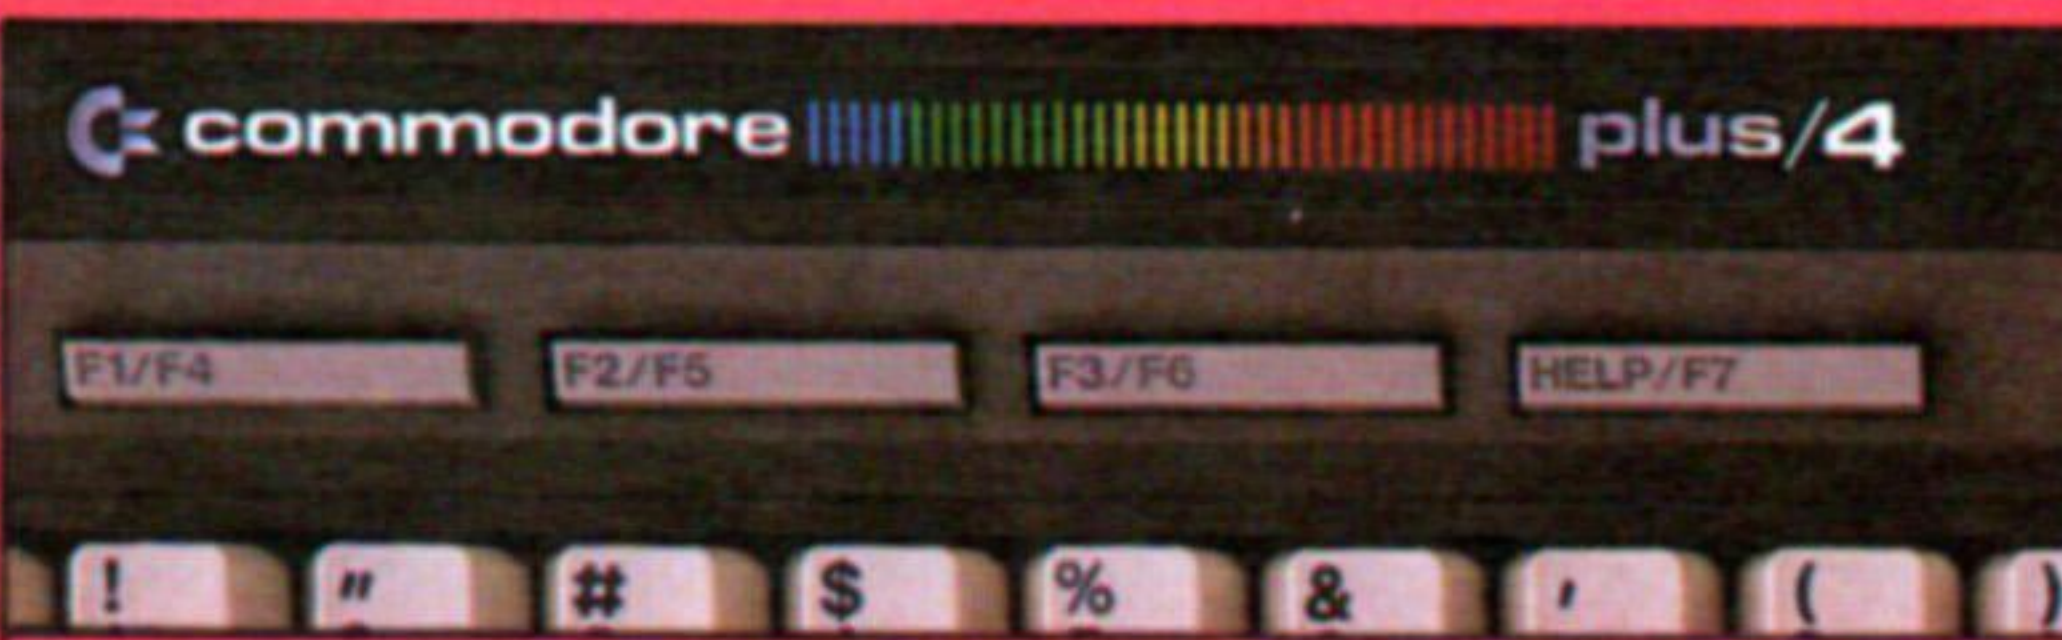 commodore plus/4
F1/F4 F2/F5 F3/F6 HELP/F7
! " # $ % & ' ( )